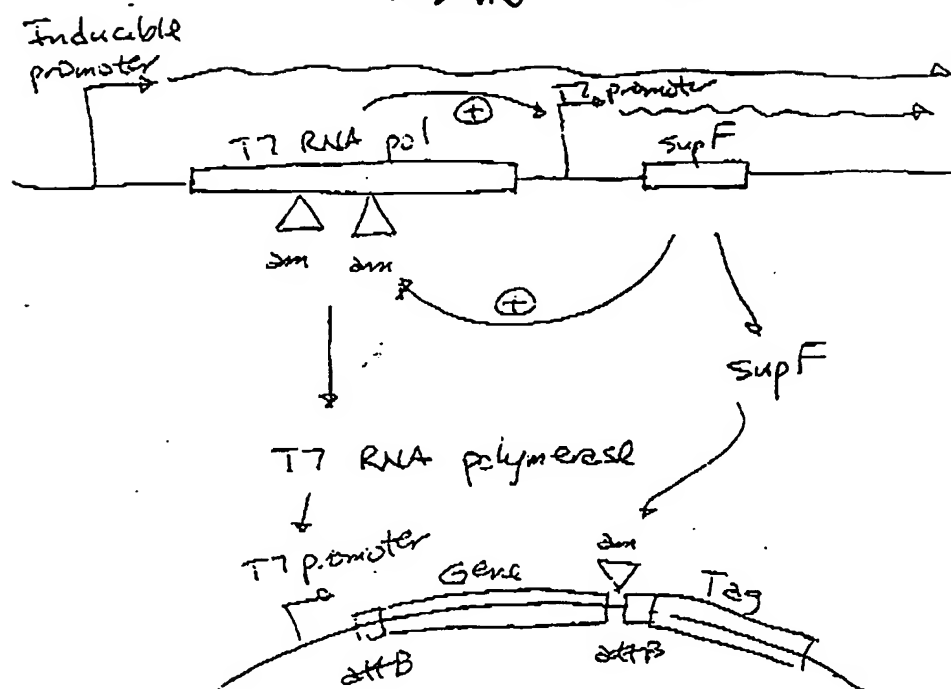 Inducible
promoter
T7 promoter
+
T7 RNA pol
supF
am am
+
supF
T7 RNA polymerase
T7 promoter
Gene
am
Tag
attB
attB